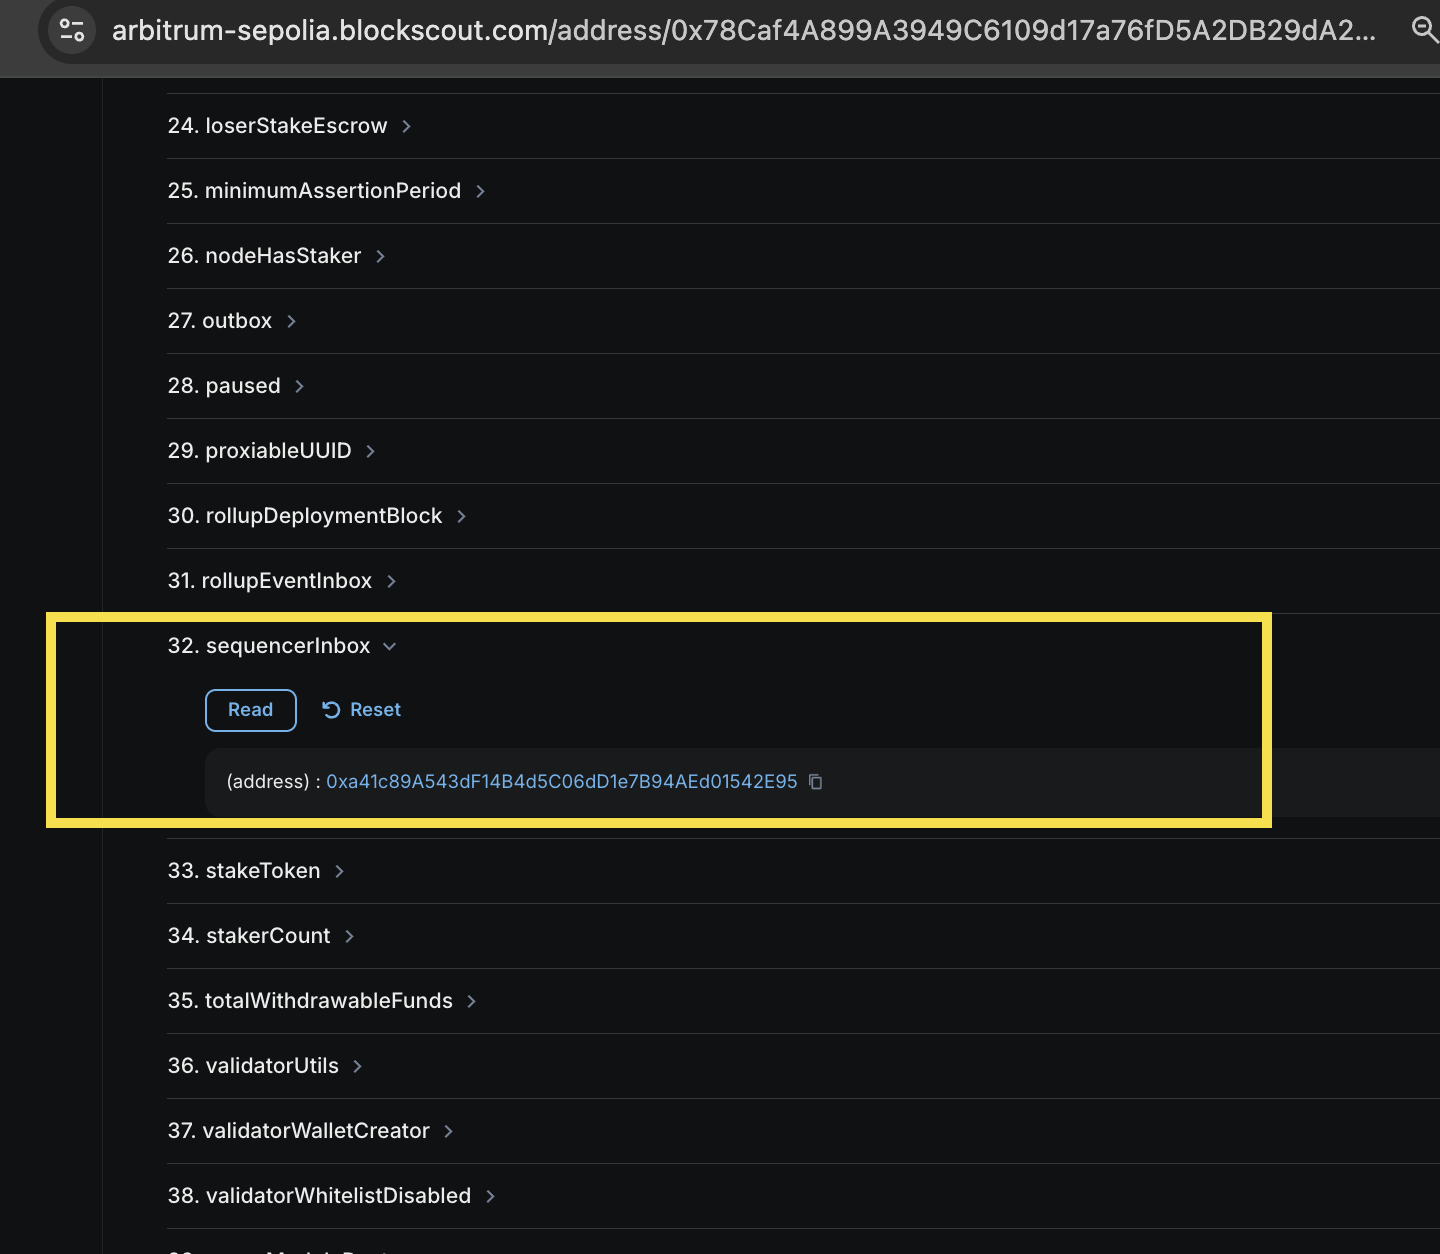 arbitrum-sepolia.blockscout.com/address/0x78Caf4A899A3949C6109d17a76fD5A2DB29dA2...
24. loserStakeEscrow
25. minimumAssertionPeriod
26. nodeHasStaker
27. outbox
28. paused
29. proxiableUUID
30. rollupDeploymentBlock
31. rollupEventInbox
32. sequencerInbox
Read Reset
(address) : 0xa41c89A543dF14B4d5C06dD1e7B94AEd01542E95
33. stakeToken
34. stakerCount
35. totalWithdrawableFunds
36. validatorUtils
37. validatorWalletCreator
38. validatorWhitelistDisabled